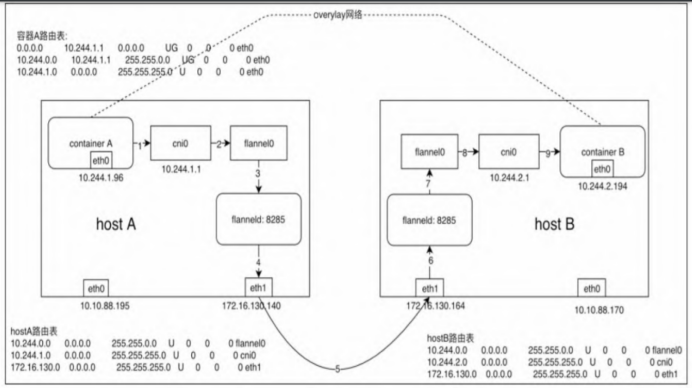 overylay网络
容器A路由表:
0.0.0.0 10.244.1.1 0.0.0.0 UG 0 0 0 eth0
10.244.0.0 10.244.1.1 255.255.0.0 UG 0 0 0 eth0
10.244.1.0 0.0.0.0 255.255.255.0 U 0 0 0 eth0
container A
eth0
10.244.1.96
1
cni0
10.244.1.1
2
flannel0
3
flanneld: 8285
4
host A
eth0
10.10.88.195
eth1
172.16.130.140
5
flannel0
8
cni0
10.244.2.1
9
container B
eth0
10.244.2.194
7
flanneld: 8285
6
host B
eth1
172.16.130.164
eth0
10.10.88.170
hostA路由表
10.244.0.0 0.0.0.0 255.255.0.0 U 0 0 0 flannel0
10.244.1.0 0.0.0.0 255.255.255.0 U 0 0 0 cni0
172.16.130.0 0.0.0.0 255.255.255.0 U 0 0 0 eth1
hostB路由表
10.244.0.0 0.0.0.0 255.255.0.0 U 0 0 0 flannel0
10.244.2.0 0.0.0.0 255.255.255.0 U 0 0 0 cni0
172.16.130.0 0.0.0.0 255.255.255.0 U 0 0 0 eth1